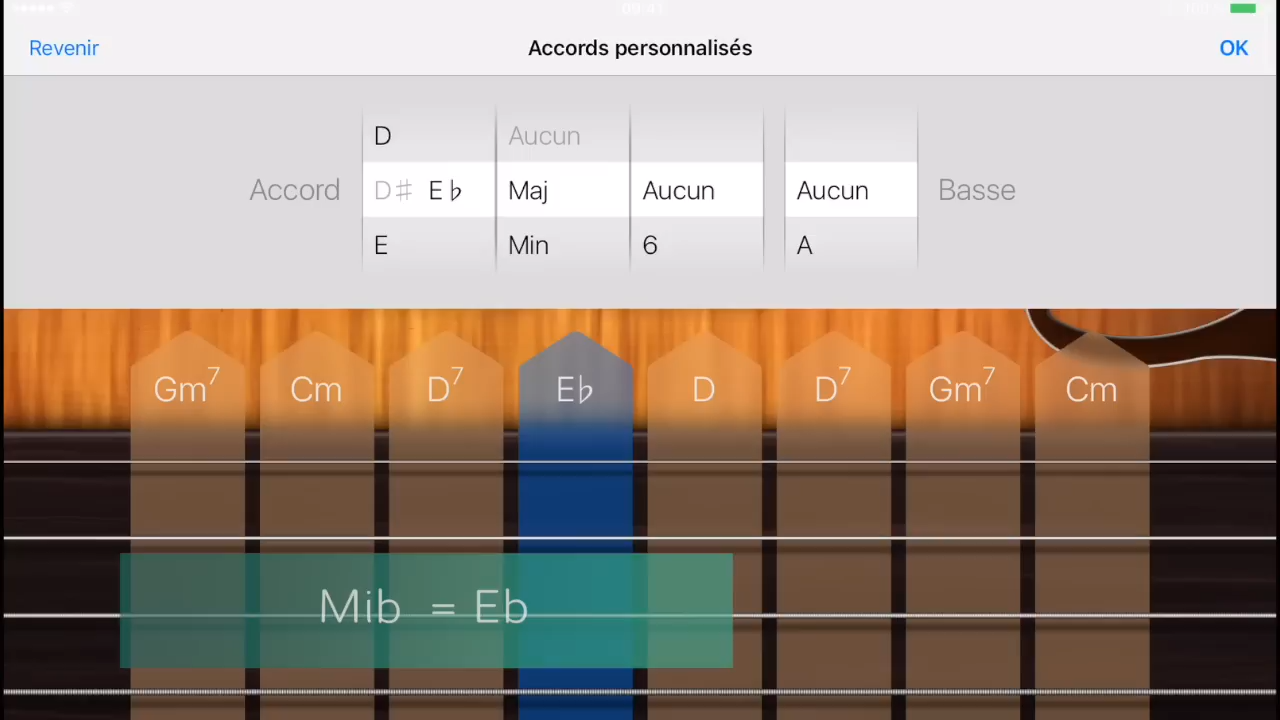 Revenir Accords personnalisés OK
D Aucun
Accord D♯ E♭ Maj Aucun Aucun Basse
E Min 6 A
Gm⁷ Cm D⁷ E♭ D D⁷ Gm⁷ Cm
Mib = Eb